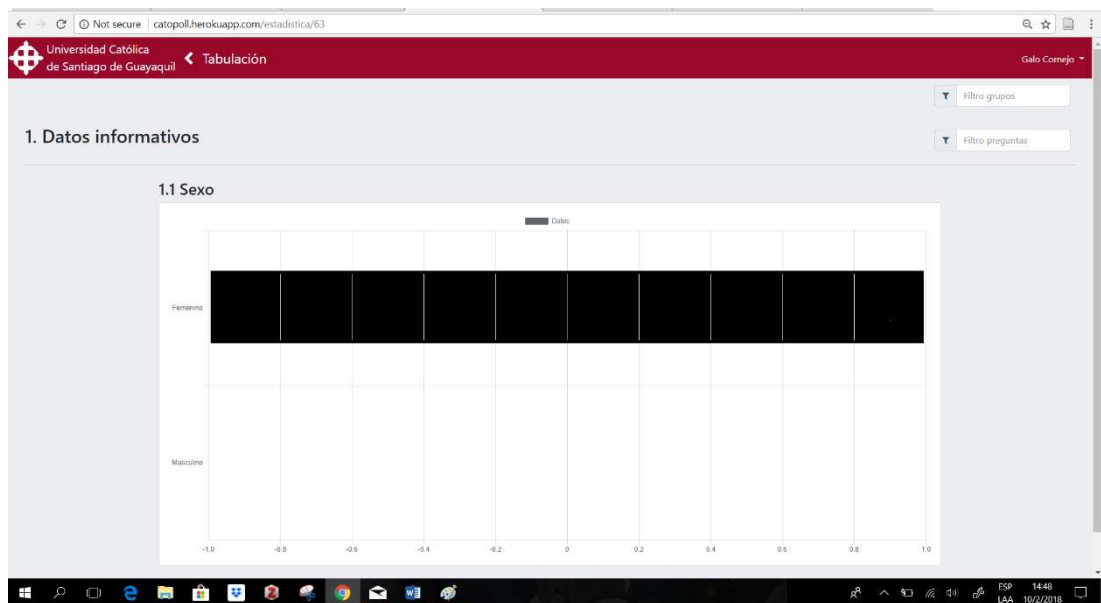 Not secure | catopoll.herokuapp.com/estadistica/63
Universidad Católica
de Santiago de Guayaquil
Tabulación
Galo Cornejo
Filtro grupos
1. Datos informativos
Filtro preguntas
1.1 Sexo
Datos
Femenino
Masculino
-1.0 -0.8 -0.6 -0.4 -0.2 0 0.2 0.4 0.6 0.8 1.0
ESP 14:48
LAA 10/2/2018